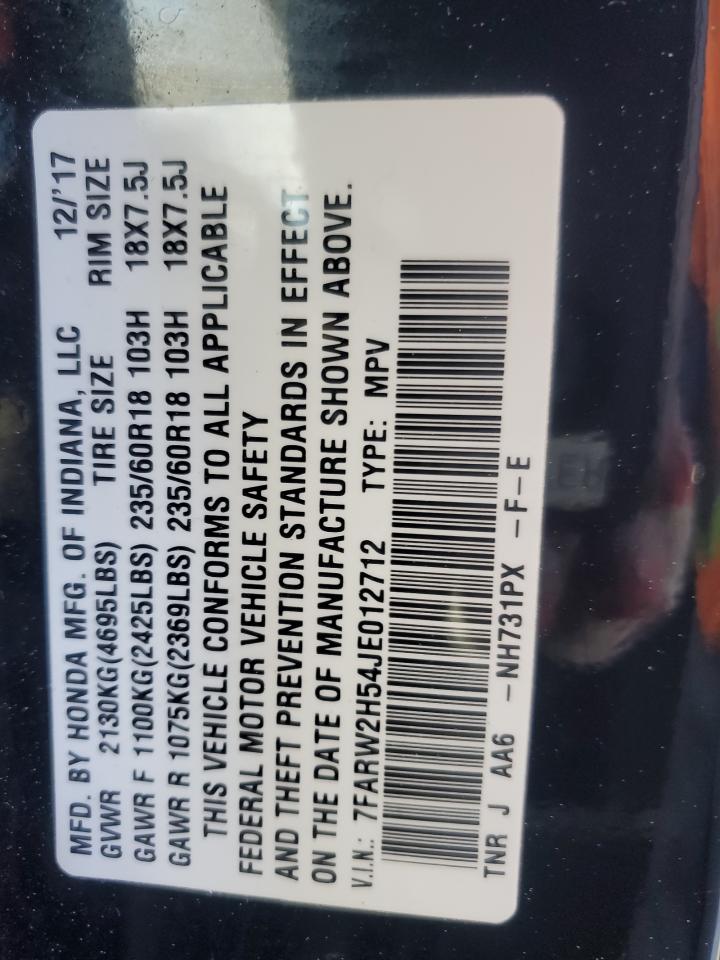 MFD. BY HONDA MFG. OF INDIANA, LLC 12/'17
GVWR 2130KG(4695LBS) TIRE SIZE RIM SIZE
GAWR F 1100KG(2425LBS) 235/60R18 103H 18X7.5J
GAWR R 1075KG(2369LBS) 235/60R18 103H 18X7.5J
THIS VEHICLE CONFORMS TO ALL APPLICABLE
FEDERAL MOTOR VEHICLE SAFETY
AND THEFT PREVENTION STANDARDS IN EFFECT
ON THE DATE OF MANUFACTURE SHOWN ABOVE.
V.I.N.: 7FARW2H54JE012712 TYPE: MPV
TNR J AA6 -NH731PX -F-E